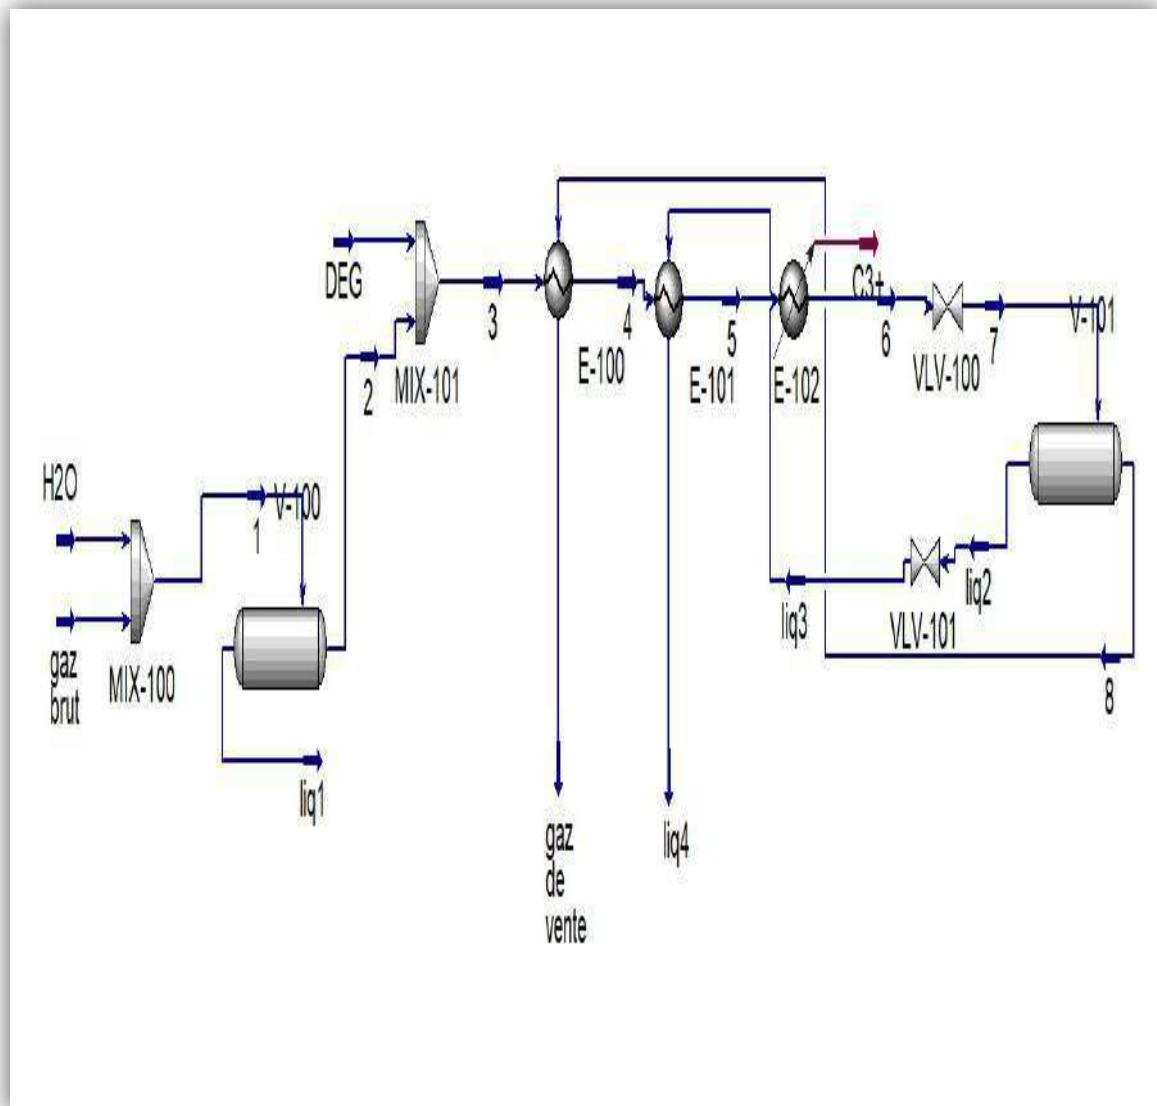 DEG
C3+
3
4
5
6
7
V-101
E-100
E-101
E-102
VLV-100
2
MIX-101
H2O
1
V-100
liq2
liq3
VLV-101
gaz
brut
MIX-100
8
liq1
gaz
de
vente
liq4